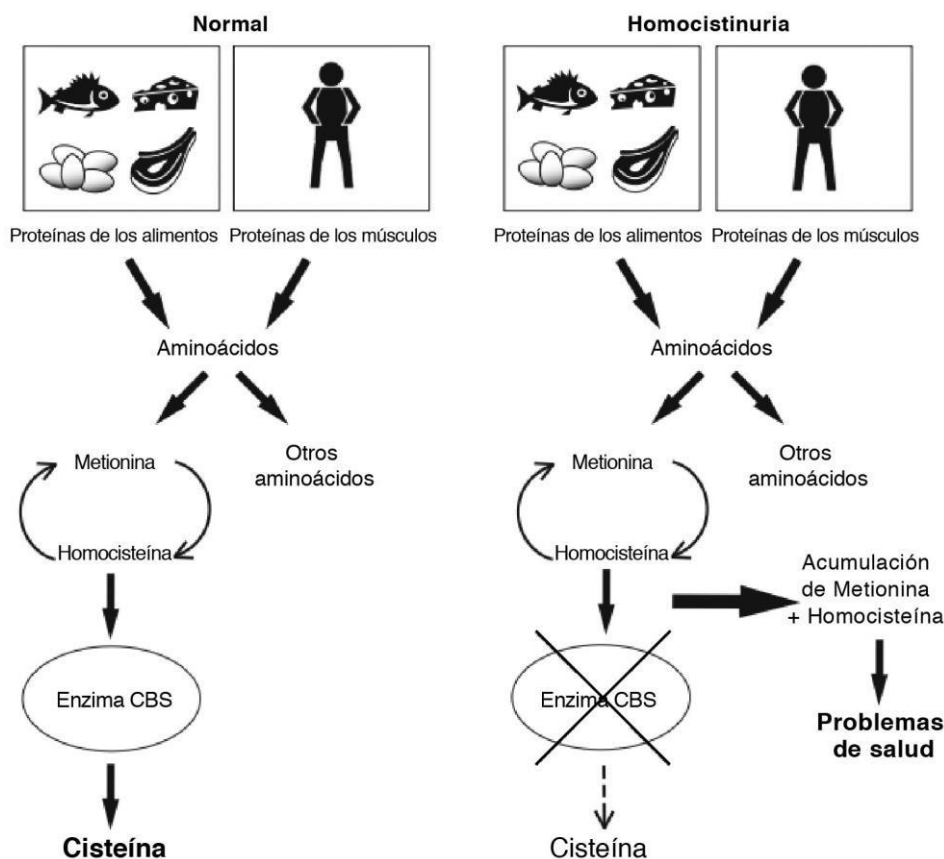 Normal
Proteínas de los alimentos
Proteínas de los músculos
Aminoácidos
Metionina
Otros
aminoácidos
Homocisteína
Enzima CBS
Cisteína
Homocistinuria
Proteínas de los alimentos
Proteínas de los músculos
Aminoácidos
Metionina
Otros
aminoácidos
Homocisteína
Acumulación
de Metionina
+ Homocisteína
Enzima CBS
Problemas
de salud
Cisteína